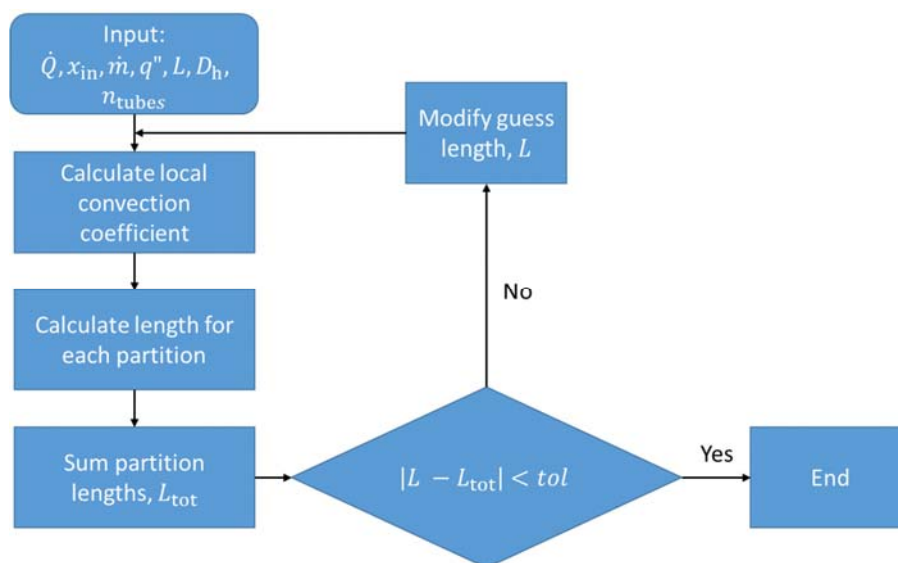 Input:
Q̇, x_in, ṁ, q", L, D_h,
n_tubes
Modify guess
length, L
Calculate local
convection
coefficient
No
Calculate length for
each partition
Yes
Sum partition
lengths, L_tot
|L − L_tot| < tol
End